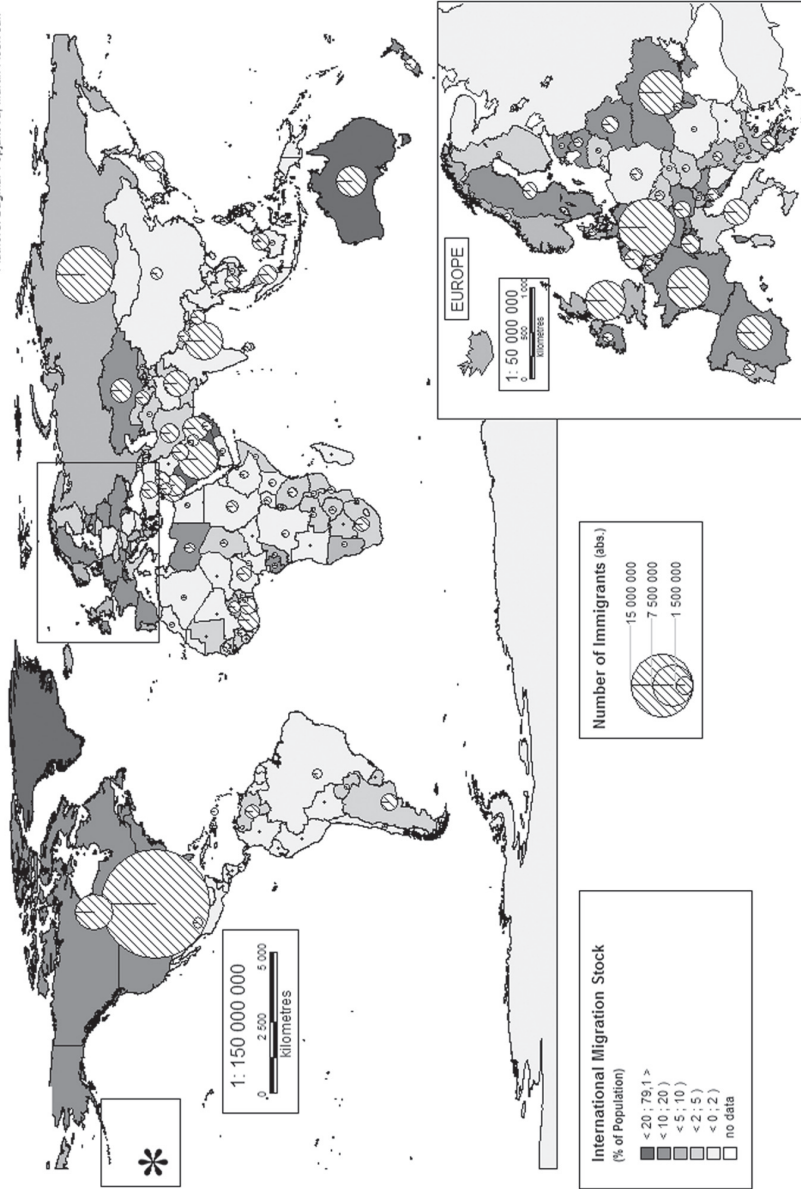 *
1: 150 000 000
0 2 500 5 000
kilometres
EUROPE
1: 50 000 000
0 500 1 000
kilometres
International Migration Stock
(% of Population)
< 20 ; 79,1 >
< 10 ; 20 )
< 5 ; 10 )
< 2 ; 5 )
< 0 ; 2 )
no data
Number of Immigrants (abs.)
15 000 000
7 500 000
1 500 000